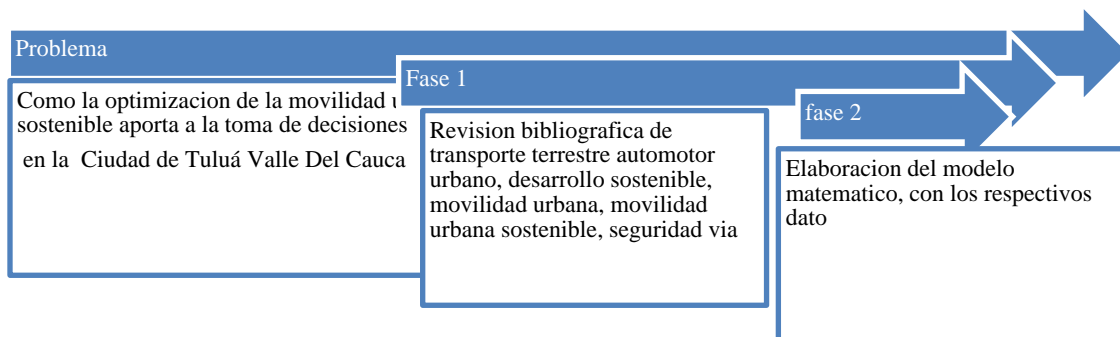 Problema
Como la optimizacion de la movilidad u
sostenible aporta a la toma de decisiones
en la Ciudad de Tuluá Valle Del Cauca
Fase 1
Revision bibliografica de
transporte terrestre automotor
urbano, desarrollo sostenible,
movilidad urbana, movilidad
urbana sostenible, seguridad via
fase 2
Elaboracion del modelo
matematico, con los respectivos
dato